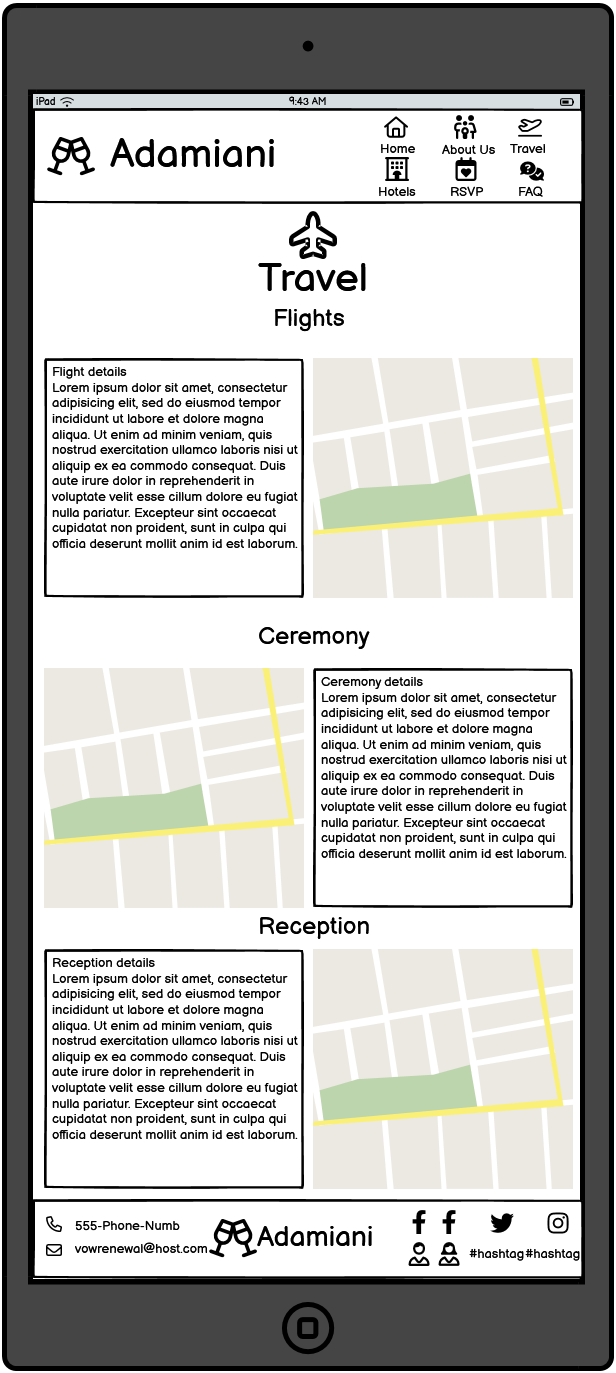 iPad 9:43 AM
Adamiani
Home About Us Travel
Hotels RSVP FAQ
Travel
Flights
Flight details
Lorem ipsum dolor sit amet, consectetur
adipisicing elit, sed do eiusmod tempor
incididunt ut labore et dolore magna
aliqua. Ut enim ad minim veniam, quis
nostrud exercitation ullamco laboris nisi ut
aliquip ex ea commodo consequat. Duis
aute irure dolor in reprehenderit in
voluptate velit esse cillum dolore eu fugiat
nulla pariatur. Excepteur sint occaecat
cupidatat non proident, sunt in culpa qui
officia deserunt mollit anim id est laborum.
Ceremony
Ceremony details
Lorem ipsum dolor sit amet, consectetur
adipisicing elit, sed do eiusmod tempor
incididunt ut labore et dolore magna
aliqua. Ut enim ad minim veniam, quis
nostrud exercitation ullamco laboris nisi ut
aliquip ex ea commodo consequat. Duis
aute irure dolor in reprehenderit in
voluptate velit esse cillum dolore eu fugiat
nulla pariatur. Excepteur sint occaecat
cupidatat non proident, sunt in culpa qui
officia deserunt mollit anim id est laborum.
Reception
Reception details
Lorem ipsum dolor sit amet, consectetur
adipisicing elit, sed do eiusmod tempor
incididunt ut labore et dolore magna
aliqua. Ut enim ad minim veniam, quis
nostrud exercitation ullamco laboris nisi ut
aliquip ex ea commodo consequat. Duis
aute irure dolor in reprehenderit in
voluptate velit esse cillum dolore eu fugiat
nulla pariatur. Excepteur sint occaecat
cupidatat non proident, sunt in culpa qui
officia deserunt mollit anim id est laborum.
555-Phone-Numb
vowrenewal@host.com
Adamiani
#hashtag #hashtag